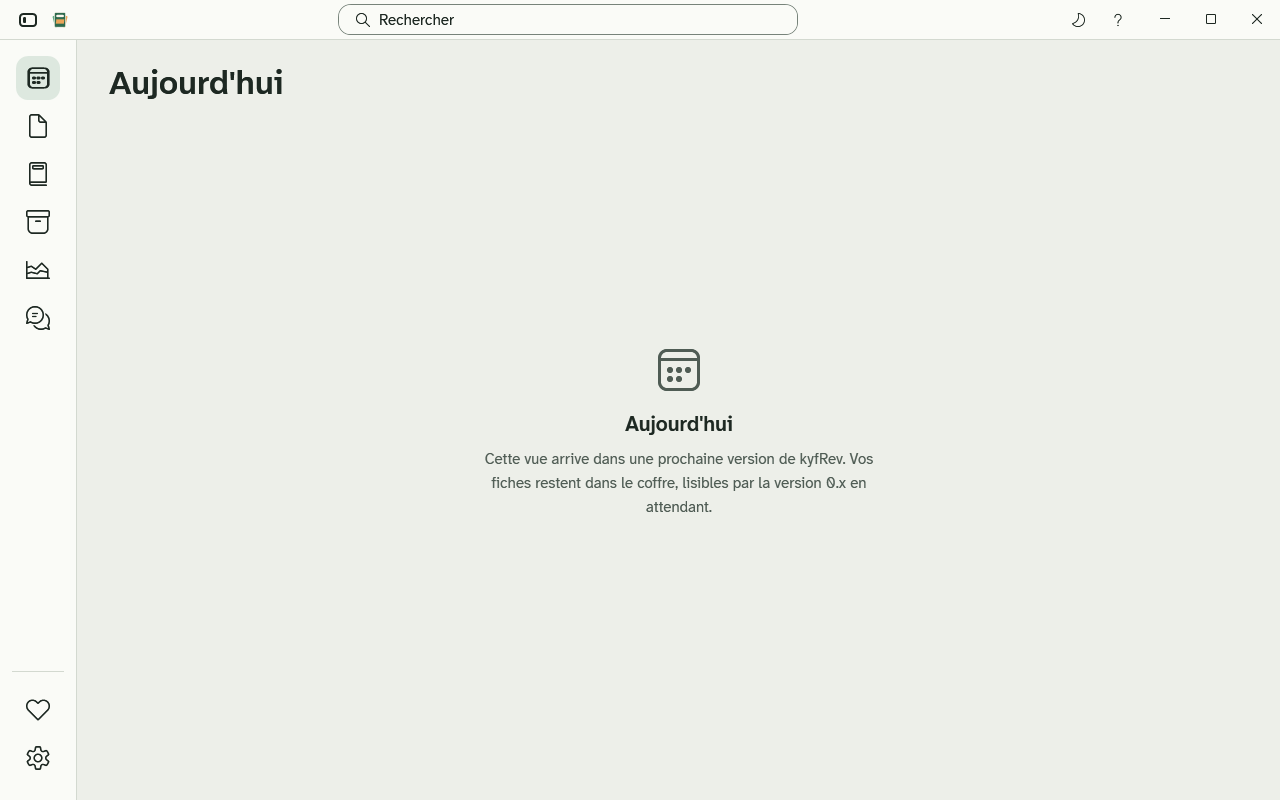 Rechercher
Aujourd'hui
Aujourd'hui
Cette vue arrive dans une prochaine version de kyfRev. Vos
fiches restent dans le coffre, lisibles par la version 0.x en
attendant.